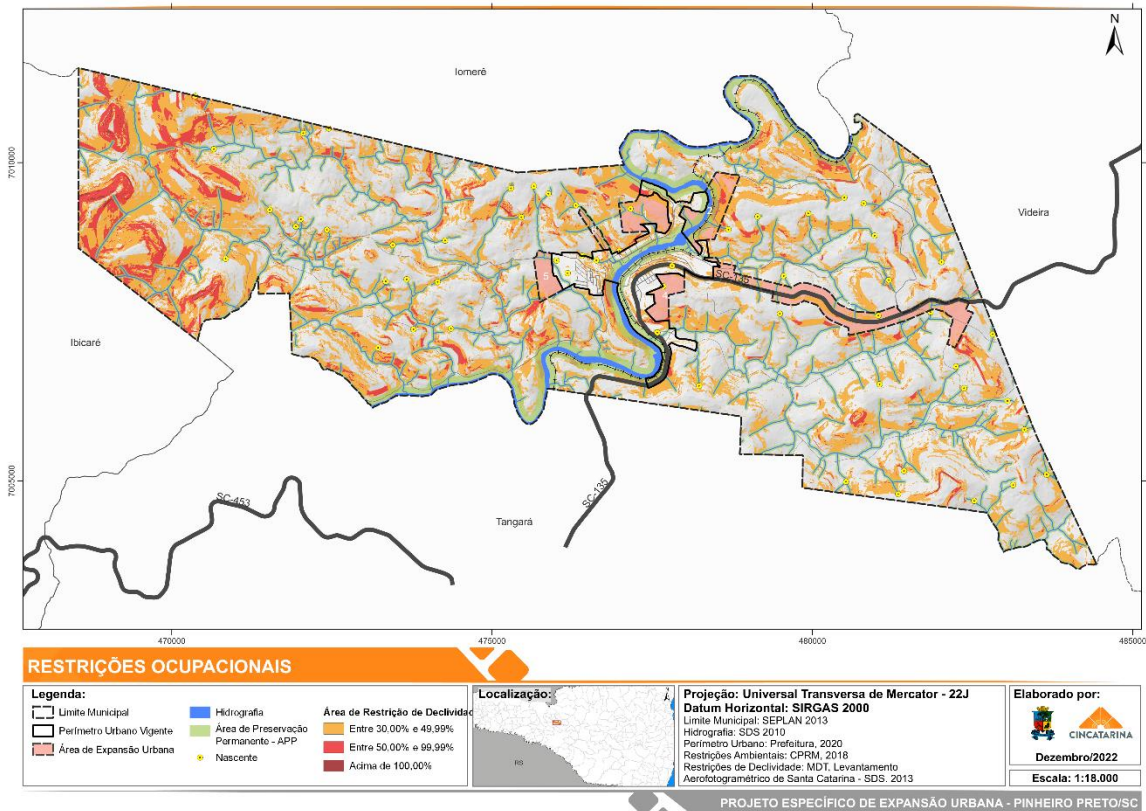 N
Iomerê
7010000
Videira
SC-135
Ibicaré
7005000
SC-453
SC-135
Tangará
470000
475000
480000
485000
RESTRIÇÕES OCUPACIONAIS
Legenda:
Limite Municipal
Perímetro Urbano Vigente
Área de Expansão Urbana
Hidrografia
Área de Preservação
Permanente - APP
Nascente
Área de Restrição de Declividad
Entre 30,00% e 49,99%
Entre 50,00% e 99,99%
Acima de 100,00%
Localização:
RS
Projeção: Universal Transversa de Mercator - 22J
Datum Horizontal: SIRGAS 2000
Limite Municipal: SEPLAN 2013
Hidrografia: SDS 2010
Perímetro Urbano: Prefeitura, 2020
Restrições Ambientais: CPRM, 2018
Restrições de Declividade: MDT. Levantamento
Aerofotogramétrico de Santa Catarina - SDS. 2013
Elaborado por:
CINCATARINA
Dezembro/2022
Escala: 1:18.000
PROJETO ESPECÍFICO DE EXPANSÃO URBANA - PINHEIRO PRETO/SC